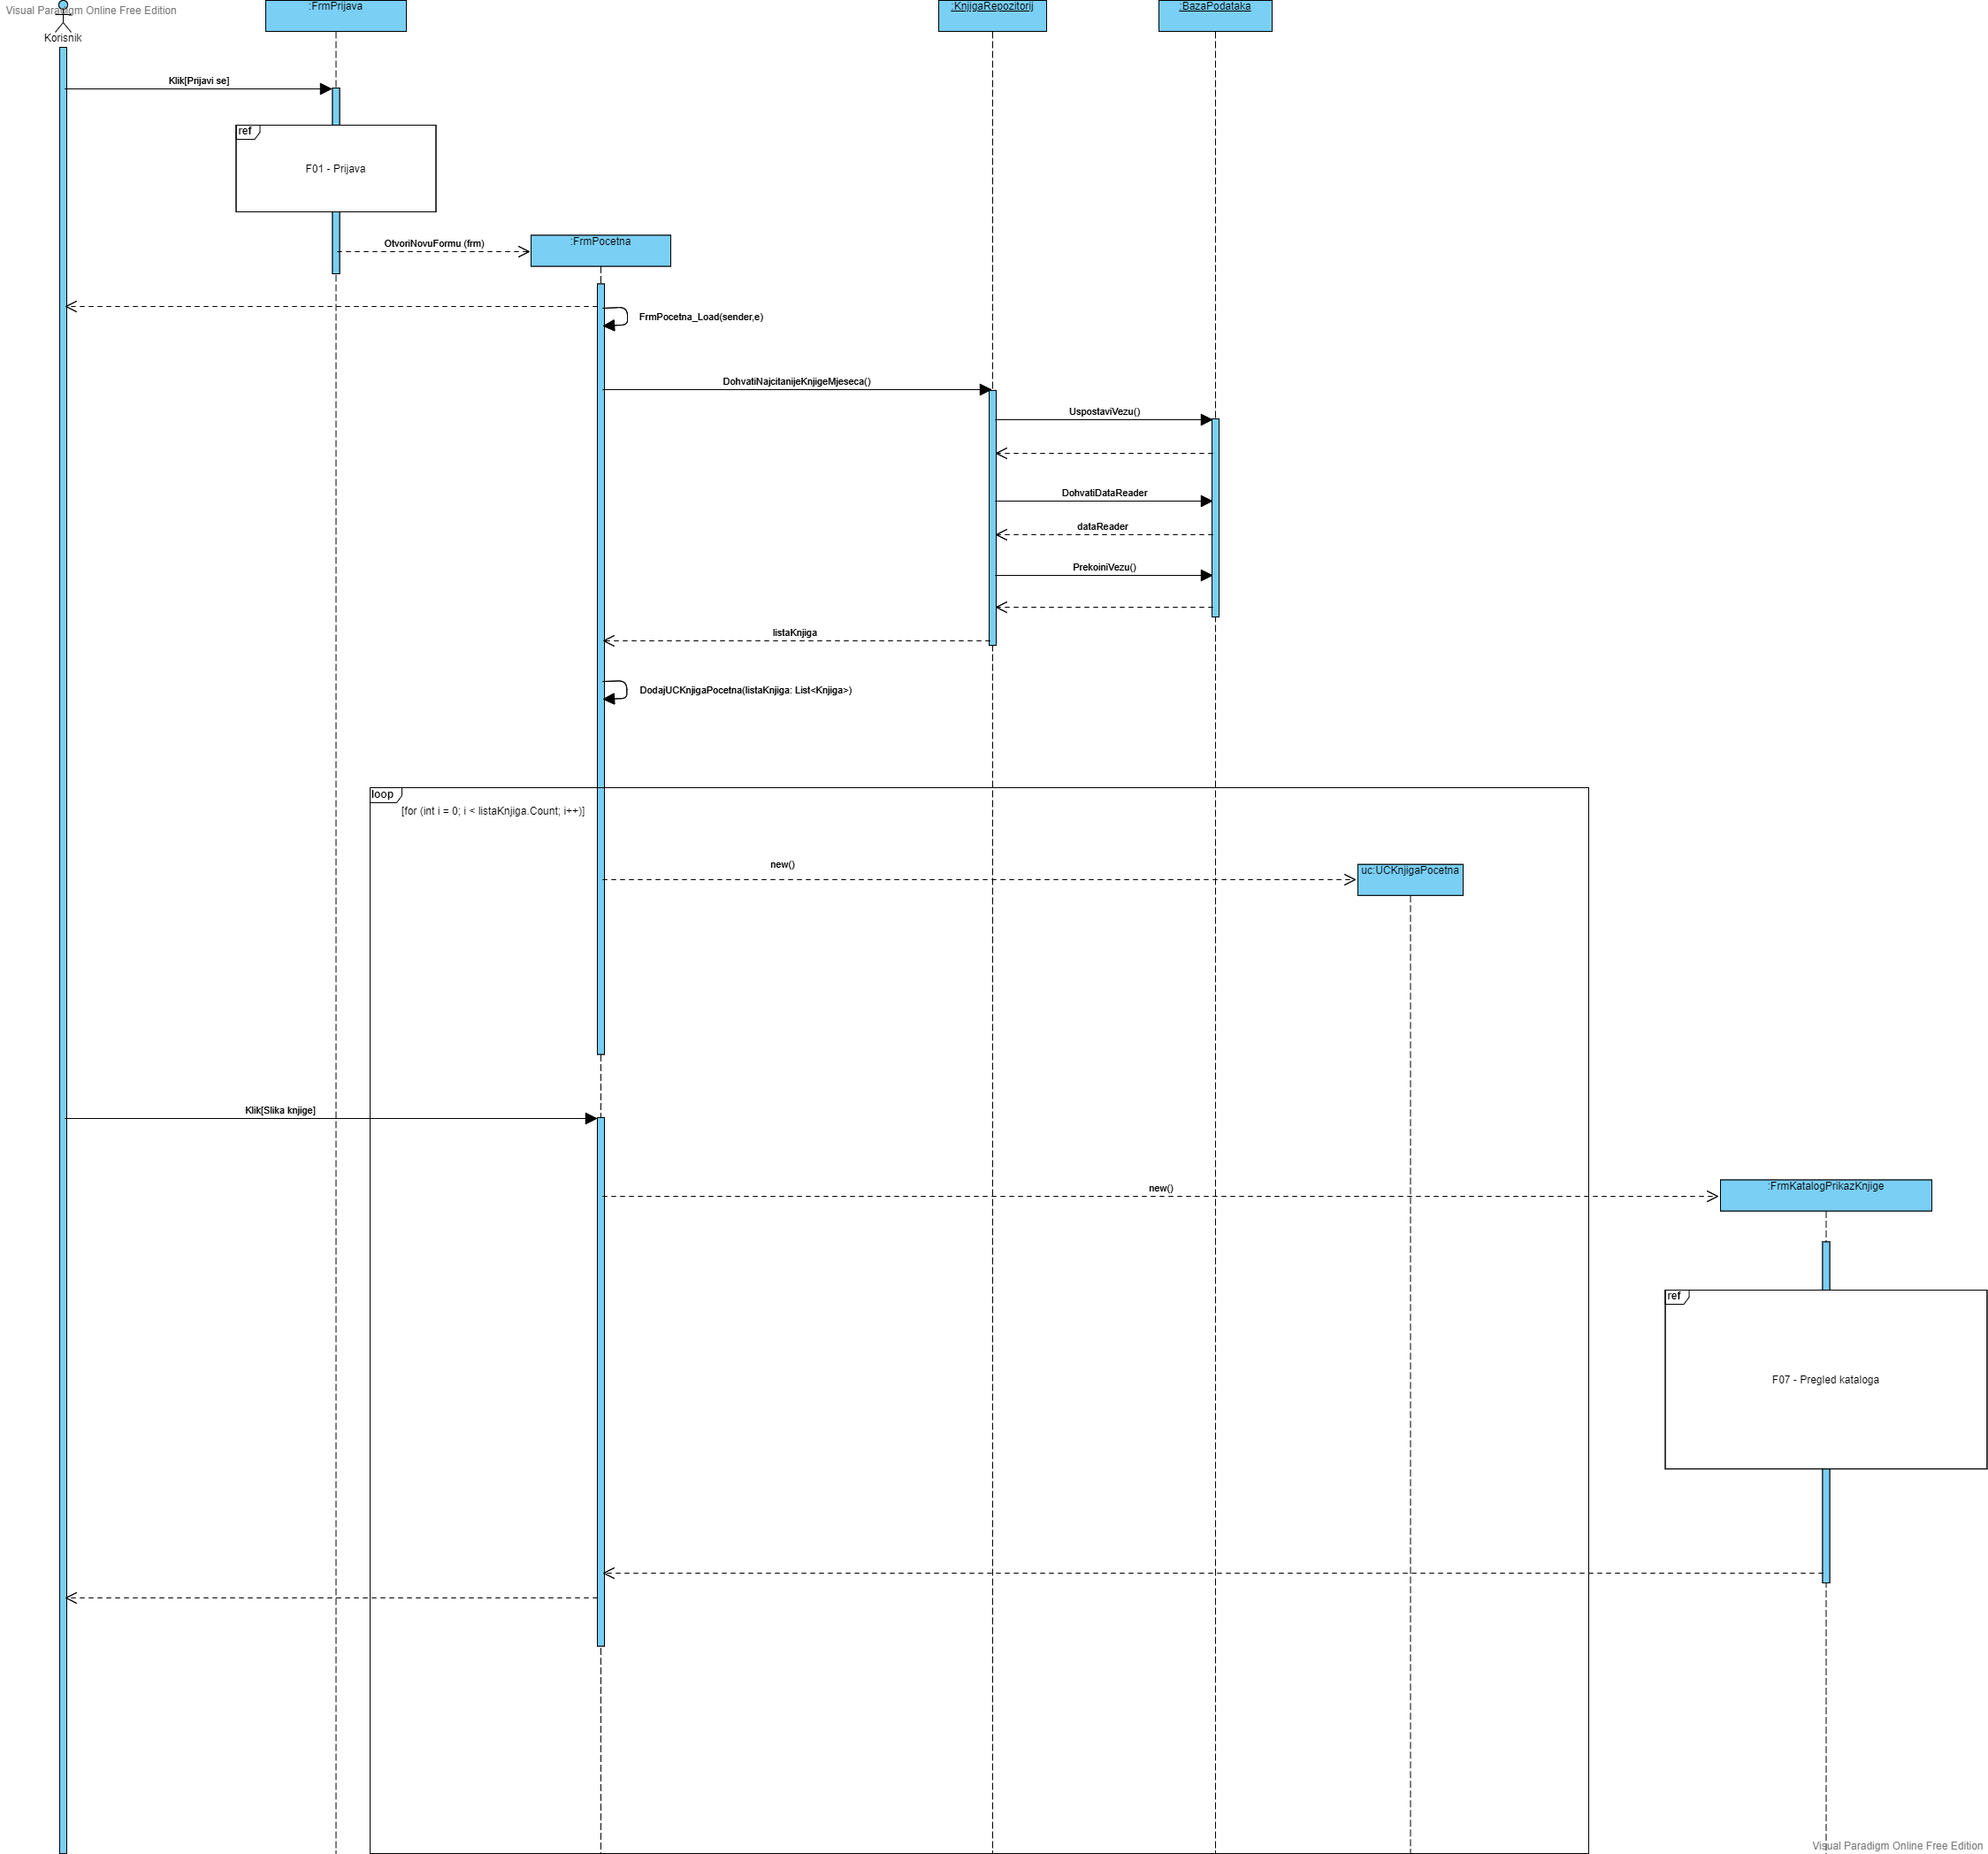 Visual Paradigm Online Free Edition
:FrmPrijava
:KnjigaRepozitorij
:BazaPodataka
Korisnik
Klik[Prijavi se]
ref
F01 - Prijava
OtvoriNovuFormu (frm)
:FrmPocetna
FrmPocetna_Load(sender,e)
DohvatiNajcitanijeKnjigeMjeseca()
UspostaviVezu()
DohvatiDataReader
dataReader
PrekoiniVezu()
listaKnjiga
DodajUCKnjigaPocetna(listaKnjiga: List<Knjiga>)
loop
[for (int i = 0; i < listaKnjiga.Count; i++)]
new()
uc:UCKnjigaPocetna
Klik[Slika knjige]
new()
:FrmKatalogPrikazKnjige
ref
F07 - Pregled kataloga
Visual Paradigm Online Free Edition